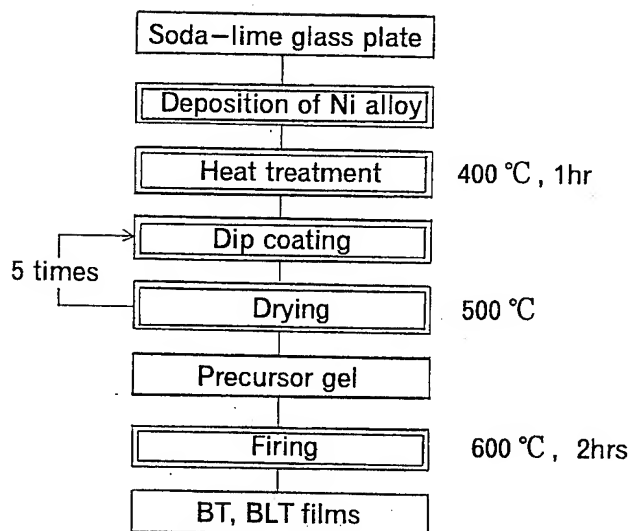 Soda-lime glass plate
Deposition of Ni alloy
Heat treatment 400 °C, 1hr
Dip coating
5 times
Drying 500 °C
Precursor gel
Firing 600 °C, 2hrs
BT, BLT films